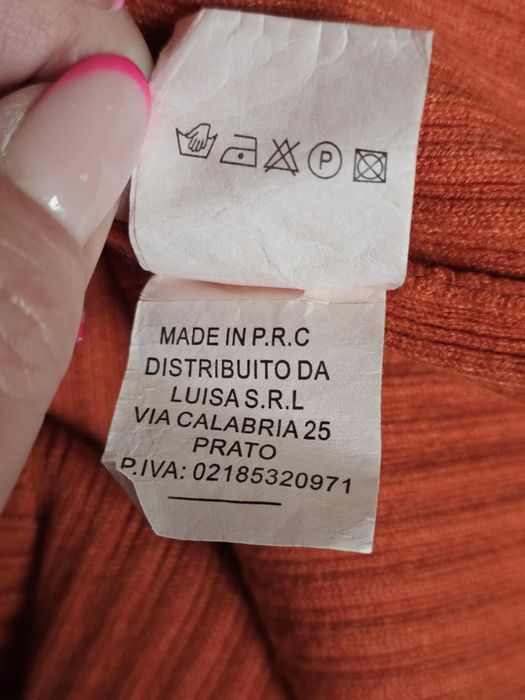 P
MADE IN P.R.C
DISTRIBUITO DA
LUISA S.R.L
VIA CALABRIA 25
PRATO
P.IVA: 02185320971